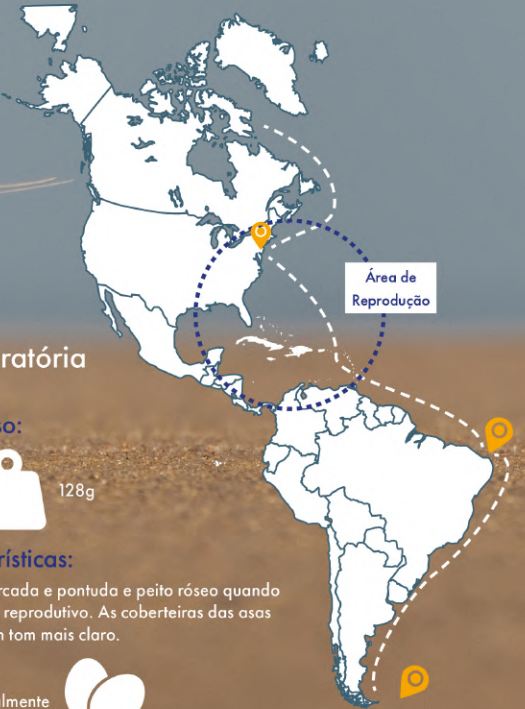 Área de
Reprodução
ratória
so:
128g
rísticas:
rcada e pontuda e peito róseo quando
reprodutivo. As coberteiras das asas
tom mais claro.
lmente